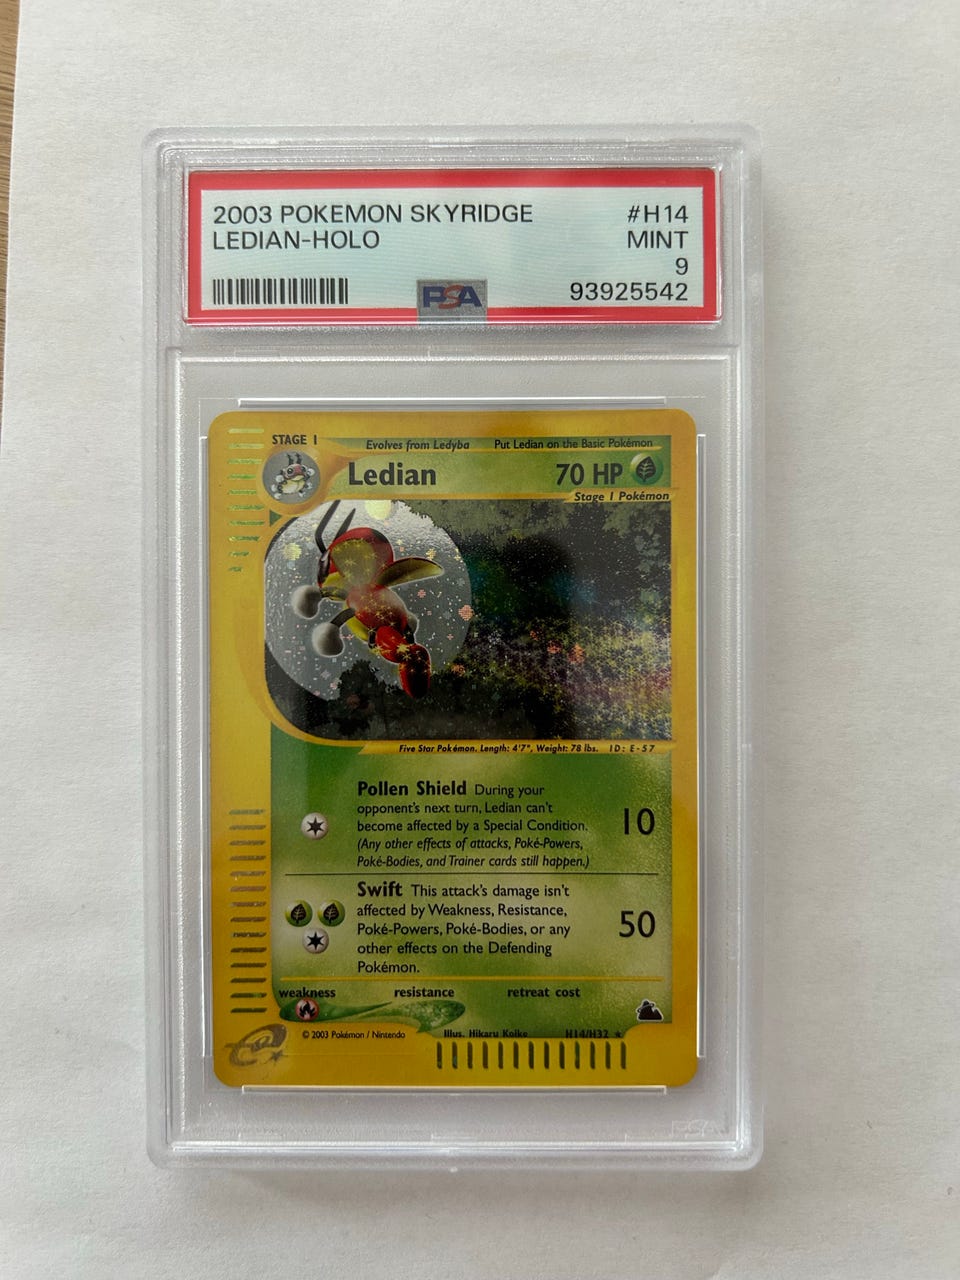 2003 POKEMON SKYRIDGE #H14
LEDIAN-HOLO MINT
9
PSA 93925542
STAGE 1 Evolves from Ledyba Put Ledian on the Basic Pokémon
Ledian 70 HP
Stage 1 Pokémon
Five Star Pokémon. Length: 4'7", Weight: 78 lbs. ID: E-57
Pollen Shield During your
opponent's next turn, Ledian can't
become affected by a Special Condition.
(Any other effects of attacks, Poké-Powers,
Poké-Bodies, and Trainer cards still happen.)
10
Swift This attack's damage isn't
affected by Weakness, Resistance,
Poké-Powers, Poké-Bodies, or any
other effects on the Defending
Pokémon.
50
weakness resistance retreat cost
© 2003 Pokémon / Nintendo Illus. Hikaru Koike H14/H32 ★
e
PSA